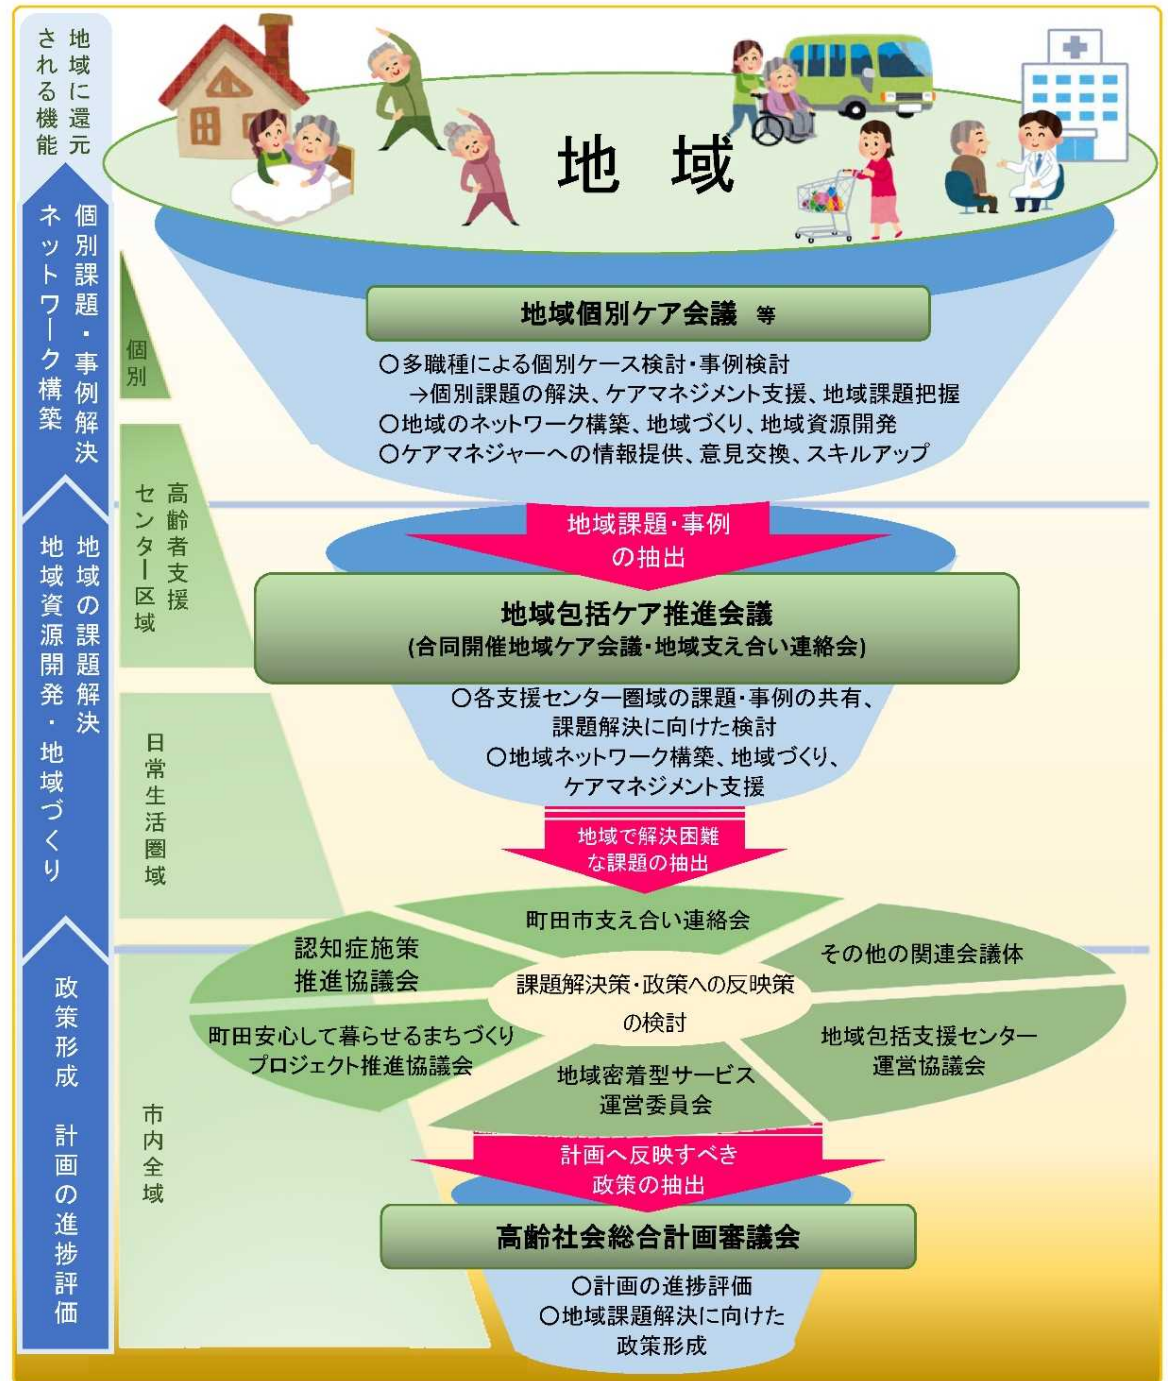 地域に還元
される機能
個別課題・事例解決
ネットワーク構築
地域の課題解決
地域資源開発・地域づくり
政策形成　計画の進捗評価
個別
高齢者支援
センター区域
日常生活圏域
市内全域
地　域
地域個別ケア会議 等
〇多職種による個別ケース検討・事例検討
→個別課題の解決、ケアマネジメント支援、地域課題把握
〇地域のネットワーク構築、地域づくり、地域資源開発
〇ケアマネジャーへの情報提供、意見交換、スキルアップ
地域課題・事例
の抽出
地域包括ケア推進会議
(合同開催地域ケア会議・地域支え合い連絡会)
〇各支援センター圏域の課題・事例の共有、
課題解決に向けた検討
〇地域ネットワーク構築、地域づくり、
ケアマネジメント支援
地域で解決困難
な課題の抽出
町田市支え合い連絡会
認知症施策
推進協議会
その他の関連会議体
課題解決策・政策への反映策
の検討
町田安心して暮らせるまちづくり
プロジェクト推進協議会
地域包括支援センター
運営協議会
地域密着型サービス
運営委員会
計画へ反映すべき
政策の抽出
高齢社会総合計画審議会
〇計画の進捗評価
〇地域課題解決に向けた
政策形成